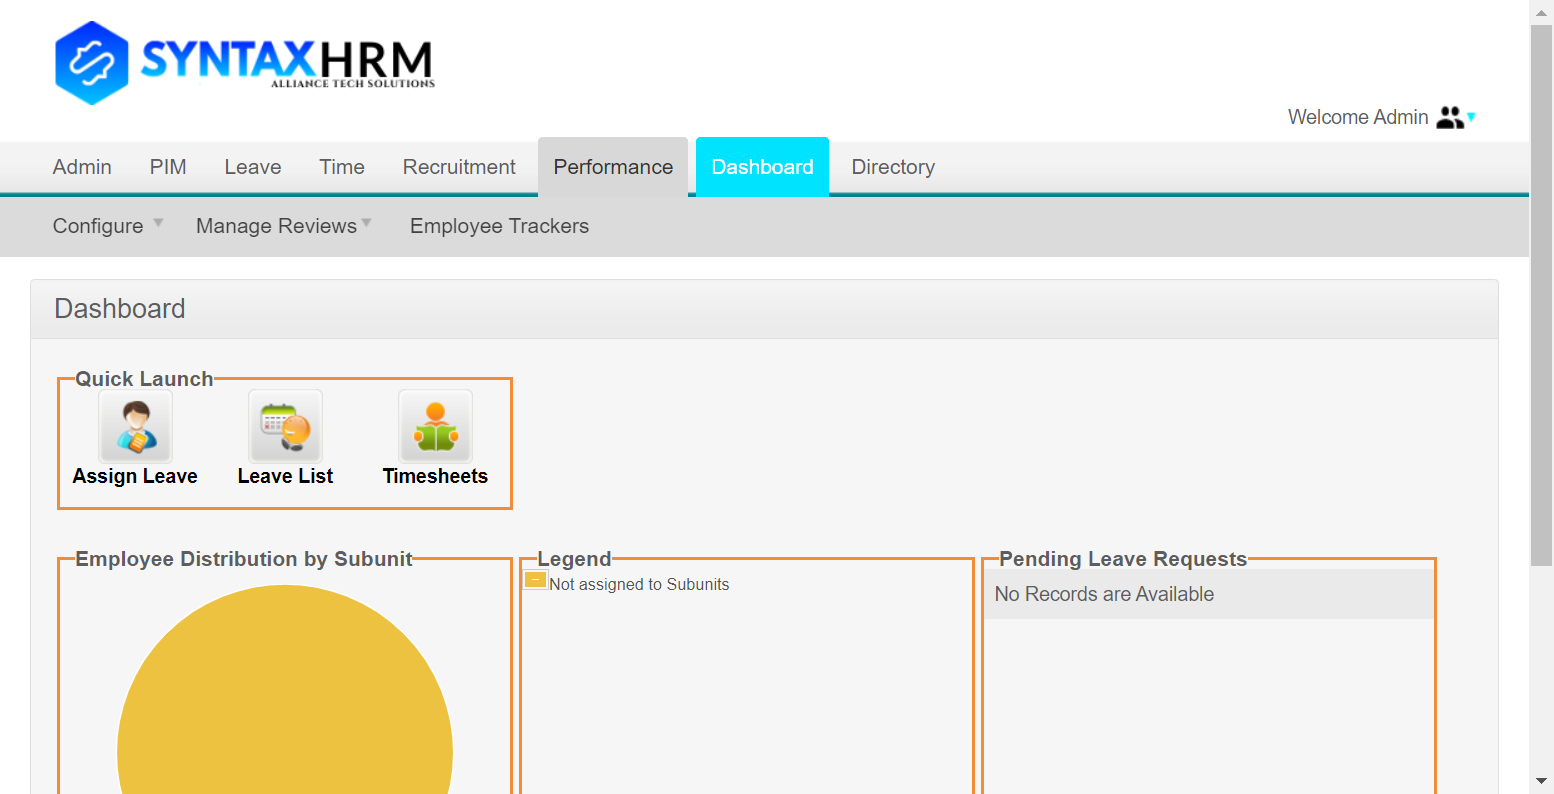 SYNTAXHRM
ALLIANCE TECH SOLUTIONS
Welcome Admin
Admin PIM Leave Time Recruitment Performance Dashboard Directory
Configure Manage Reviews Employee Trackers
Dashboard
Quick Launch
Assign Leave Leave List Timesheets
Employee Distribution by Subunit Legend Pending Leave Requests
Not assigned to Subunits
No Records are Available